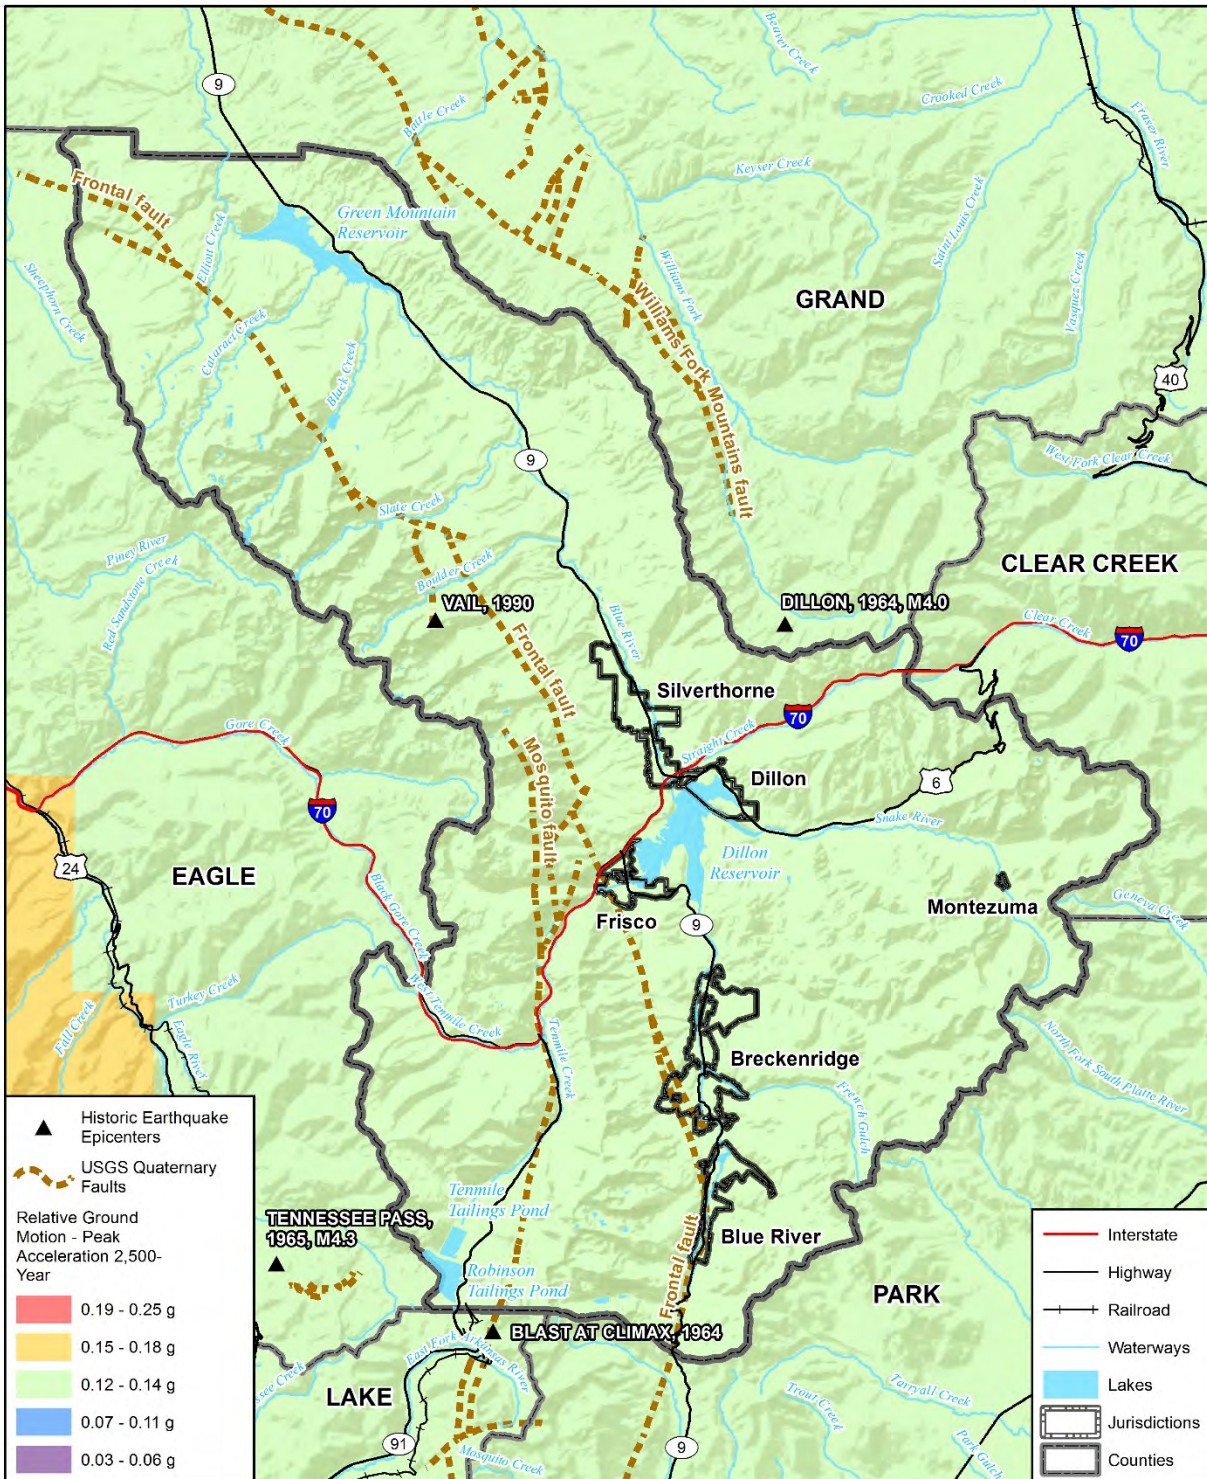 Beaver Creek
9
Crooked Creek
Fraser River
Battle Creek
Keyser Creek
Frontal fault
Green Mountain
Reservoir
Saint Louis Creek
Elliott Creek
Sheephorn Creek
Williams Fork
Vasquez Creek
GRAND
Williams Fork Mountains fault
Cataract Creek
Black Creek
40
9
West Fork Clear Creek
Slate Creek
Piney River
Red Sandstone Creek
Boulder Creek
CLEAR CREEK
VAIL, 1990
DILLON, 1964, M4.0
Clear Creek
70
Blue River
Frontal fault
Silverthorne
70
Gore Creek
Straight Creek
Mosquito fault
Dillon
6
70
Snake River
24
EAGLE
Dillon
Reservoir
Black Gore Creek
Montezuma
Geneva Creek
Frisco
9
Turkey Creek
West Tenmile Creek
Fall Creek
Eagle River
Tenmile Creek
North Fork South Platte River
Breckenridge
French Gulch
Tenmile
Tailings Pond
TENNESSEE PASS,
1965, M4.3
Blue River
Robinson
Tailings Pond
Frontal fault
PARK
BLAST AT CLIMAX, 1964
East Fork Arkansas River
ssee Creek
LAKE
Trout Creek
Tarryall Creek
91
9
Mosquito Creek
Park Gulch
Historic Earthquake
Epicenters
USGS Quaternary
Faults
Relative Ground
Motion - Peak
Acceleration 2,500-
Year
0.19 - 0.25 g
0.15 - 0.18 g
0.12 - 0.14 g
0.07 - 0.11 g
0.03 - 0.06 g
Interstate
Highway
Railroad
Waterways
Lakes
Jurisdictions
Counties